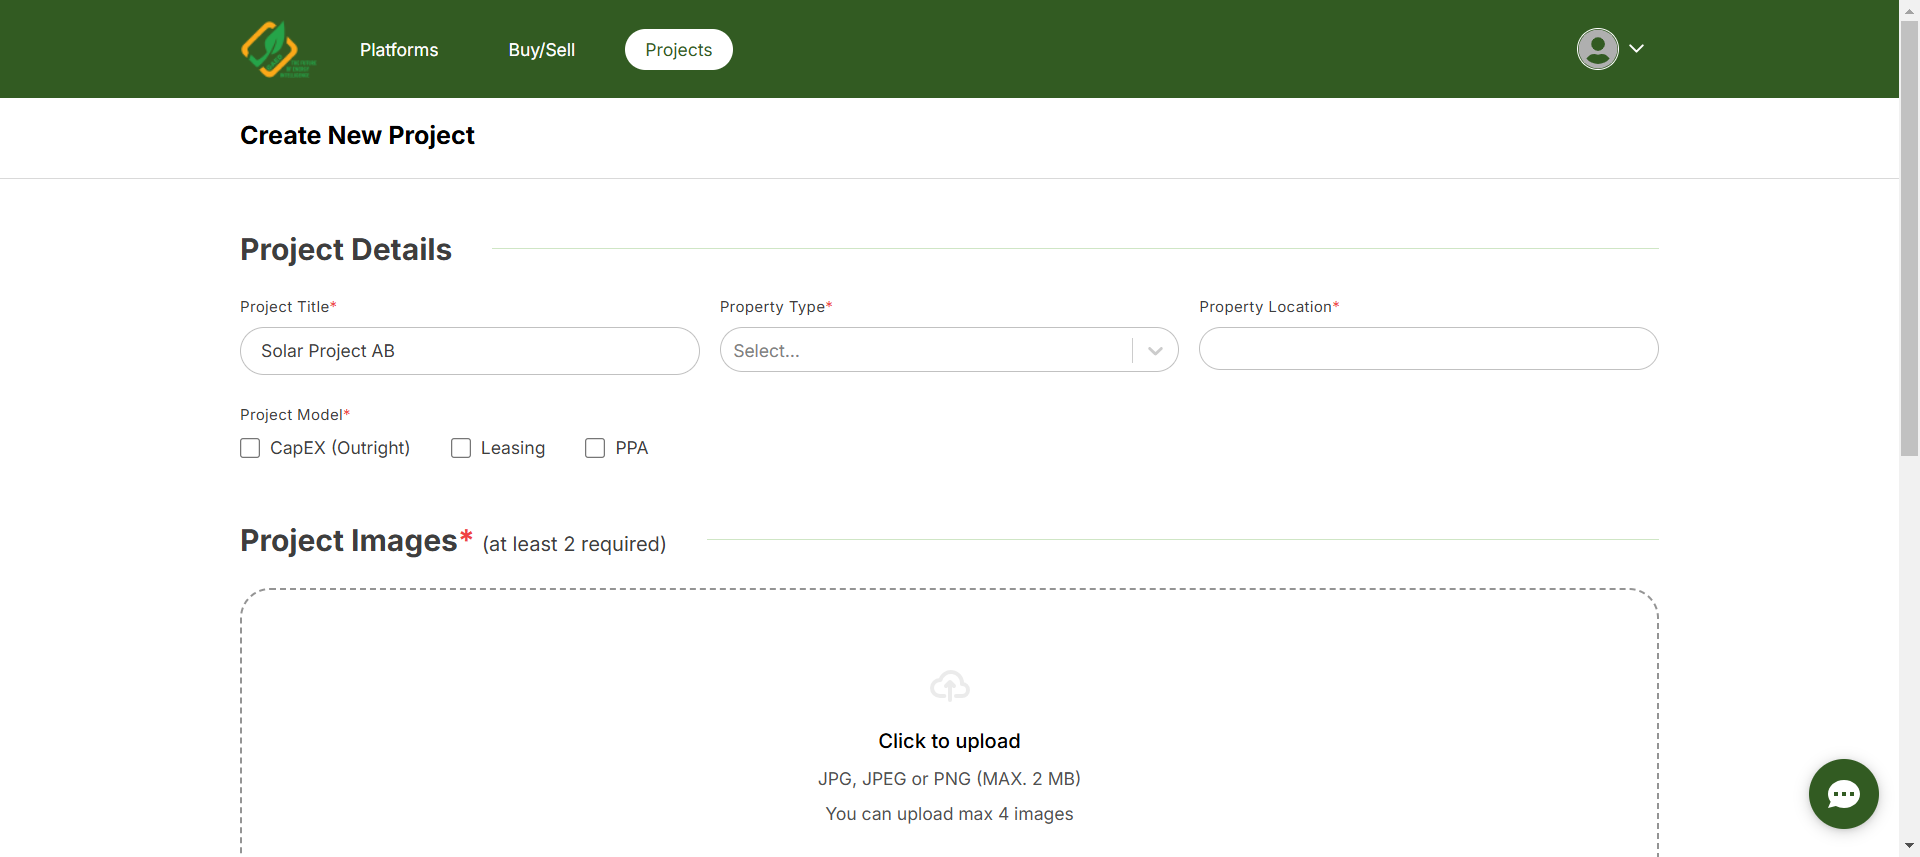 Platforms
Buy/Sell
Projects
Create New Project
Project Details
Project Title*
Property Type*
Property Location*
Solar Project AB
Select...
Project Model*
CapEX (Outright)
Leasing
PPA
Project Images* (at least 2 required)
Click to upload
JPG, JPEG or PNG (MAX. 2 MB)
You can upload max 4 images